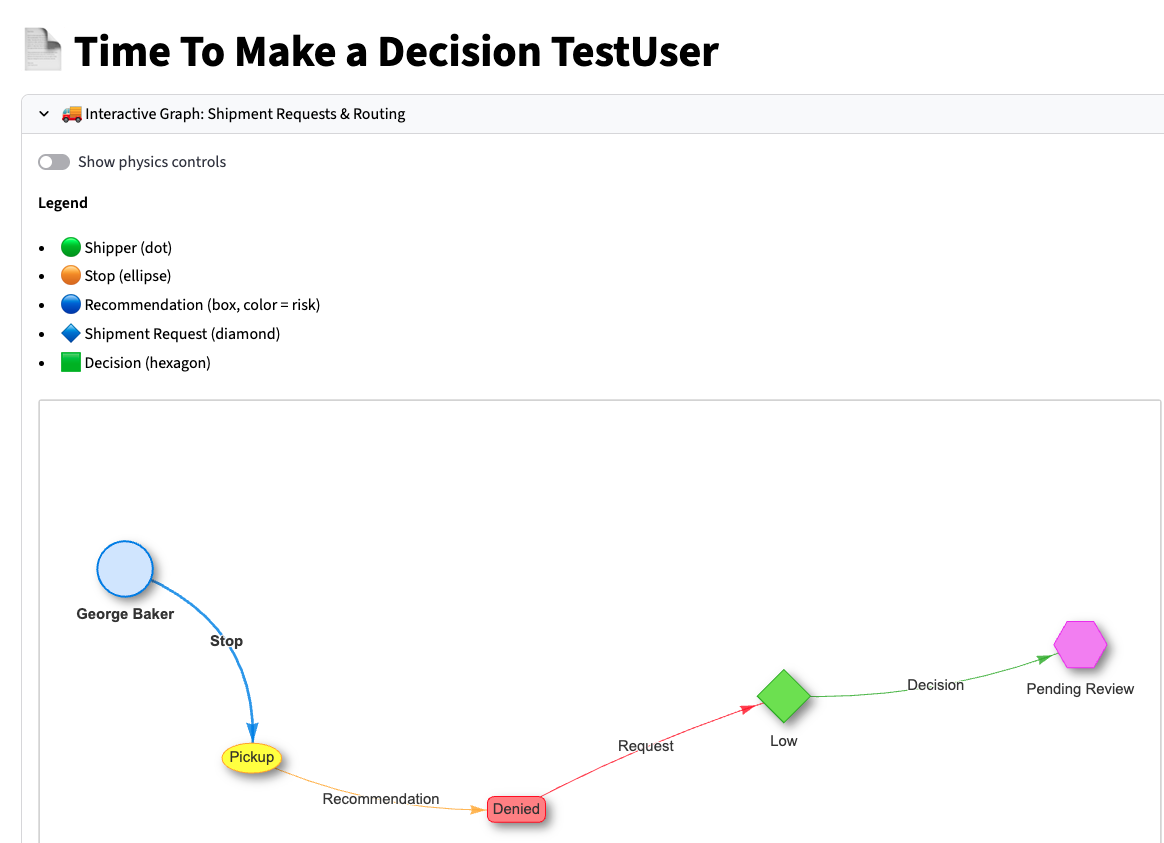 Time To Make a Decision TestUser
Interactive Graph: Shipment Requests & Routing
Show physics controls
Legend
Shipper (dot)
Stop (ellipse)
Recommendation (box, color = risk)
Shipment Request (diamond)
Decision (hexagon)
George Baker
Stop
Pickup
Recommendation
Denied
Request
Low
Decision
Pending Review